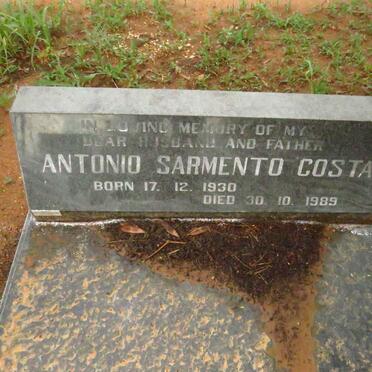 IN LOVING MEMORY OF MY
DEAR HUSBAND AND FATHER
ANTONIO SARMENTO COSTA
BORN 17. 12. 1930
DIED 30. 10. 1989